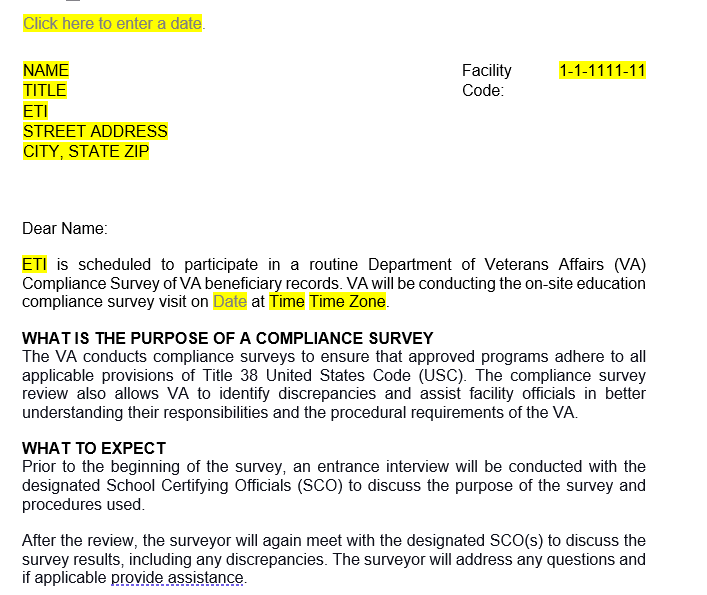 Click here to enter a date.
NAME
TITLE
ETI
STREET ADDRESS
CITY, STATE ZIP
Facility 1-1-1111-11
Code:
Dear Name:
ETI is scheduled to participate in a routine Department of Veterans Affairs (VA)
Compliance Survey of VA beneficiary records. VA will be conducting the on-site education
compliance survey visit on Date at Time Time Zone.
WHAT IS THE PURPOSE OF A COMPLIANCE SURVEY
The VA conducts compliance surveys to ensure that approved programs adhere to all
applicable provisions of Title 38 United States Code (USC). The compliance survey
review also allows VA to identify discrepancies and assist facility officials in better
understanding their responsibilities and the procedural requirements of the VA.
WHAT TO EXPECT
Prior to the beginning of the survey, an entrance interview will be conducted with the
designated School Certifying Officials (SCO) to discuss the purpose of the survey and
procedures used.
After the review, the surveyor will again meet with the designated SCO(s) to discuss the
survey results, including any discrepancies. The surveyor will address any questions and
if applicable provide assistance.